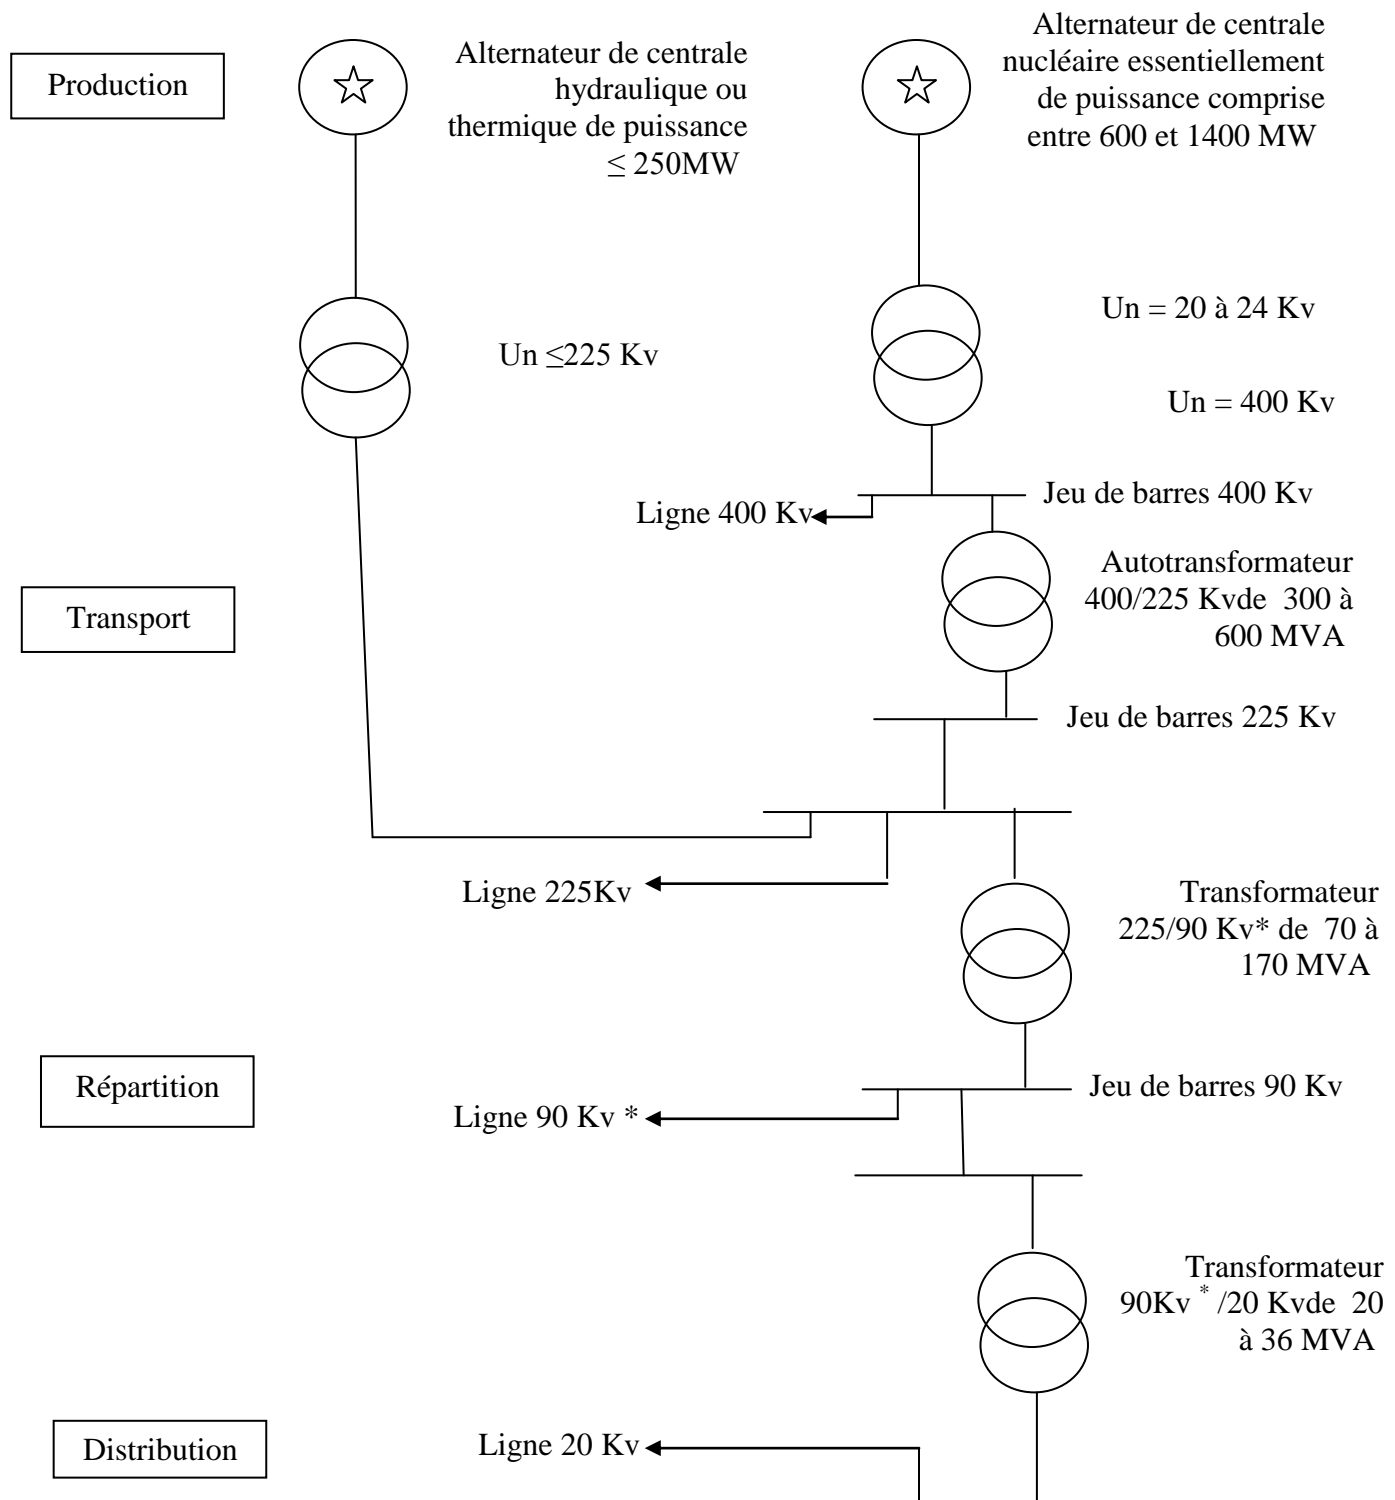 Production
Alternateur de centrale
hydraulique ou
thermique de puissance
≤ 250MW
Alternateur de centrale
nucléaire essentiellement
de puissance comprise
entre 600 et 1400 MW
Un ≤225 Kv
Un = 20 à 24 Kv
Un = 400 Kv
Jeu de barres 400 Kv
Ligne 400 Kv
Transport
Autotransformateur
400/225 Kvde 300 à
600 MVA
Jeu de barres 225 Kv
Ligne 225Kv
Transformateur
225/90 Kv* de 70 à
170 MVA
Répartition
Jeu de barres 90 Kv
Ligne 90 Kv *
Transformateur
90Kv * /20 Kvde 20
à 36 MVA
Distribution
Ligne 20 Kv